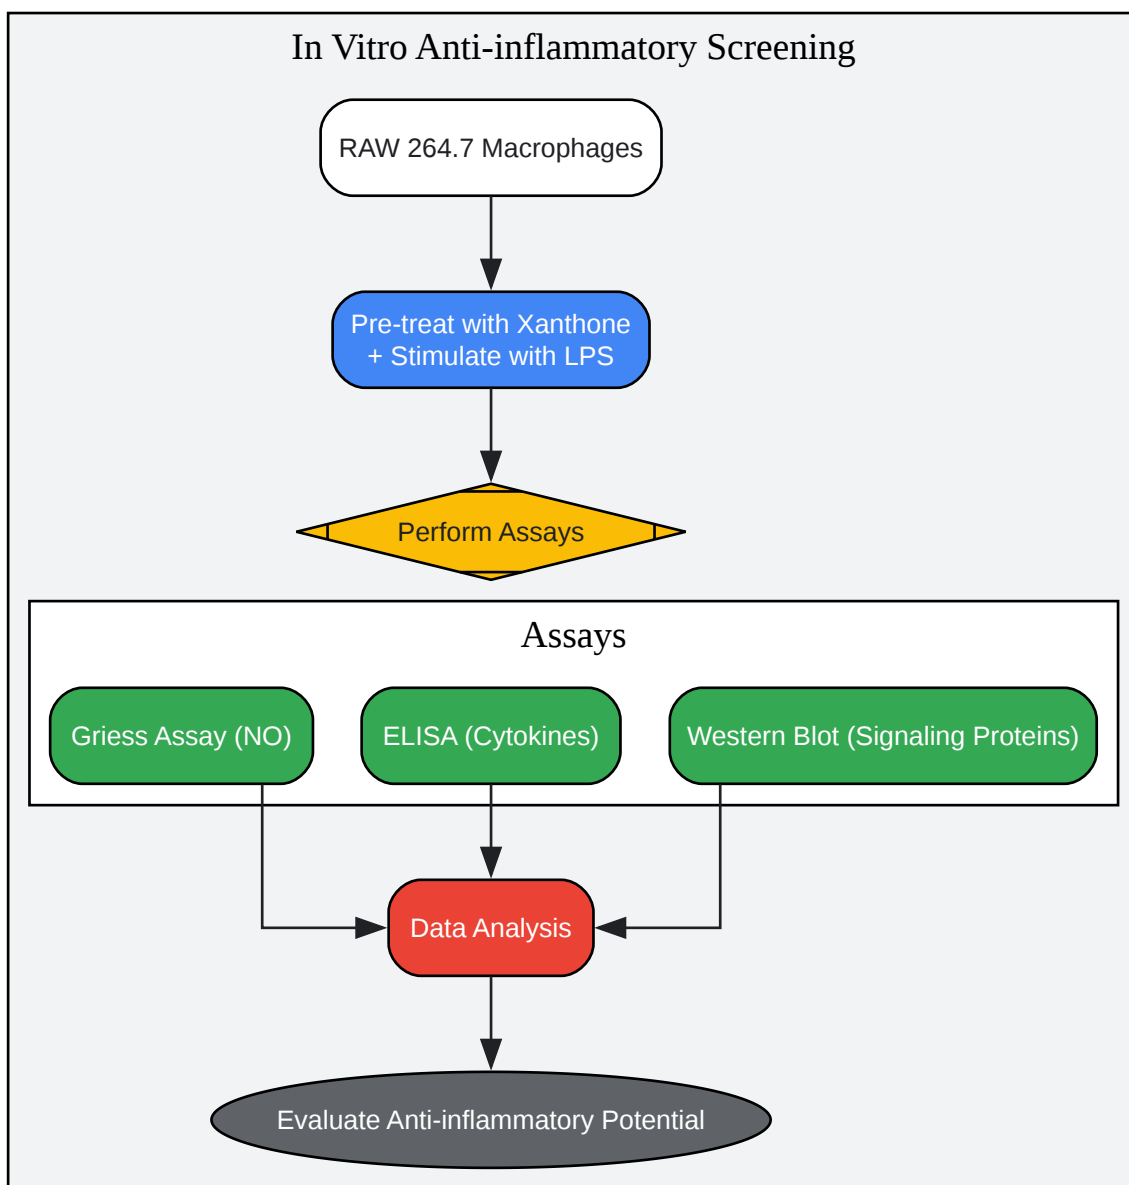 In Vitro Anti-inflammatory Screening
RAW 264.7 Macrophages
Pre-treat with Xanthone
+ Stimulate with LPS
Perform Assays
Assays
Griess Assay (NO)
ELISA (Cytokines)
Western Blot (Signaling Proteins)
Data Analysis
Evaluate Anti-inflammatory Potential